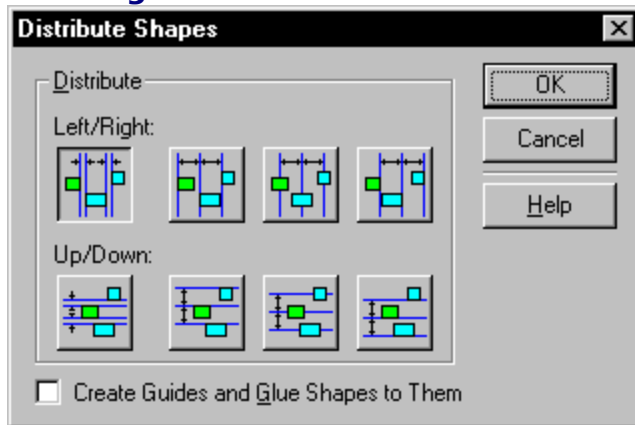 Distribute Shapes
Distribute
OK
Left/Right:
Cancel
Help
Up/Down:
Create Guides and Glue Shapes to Them